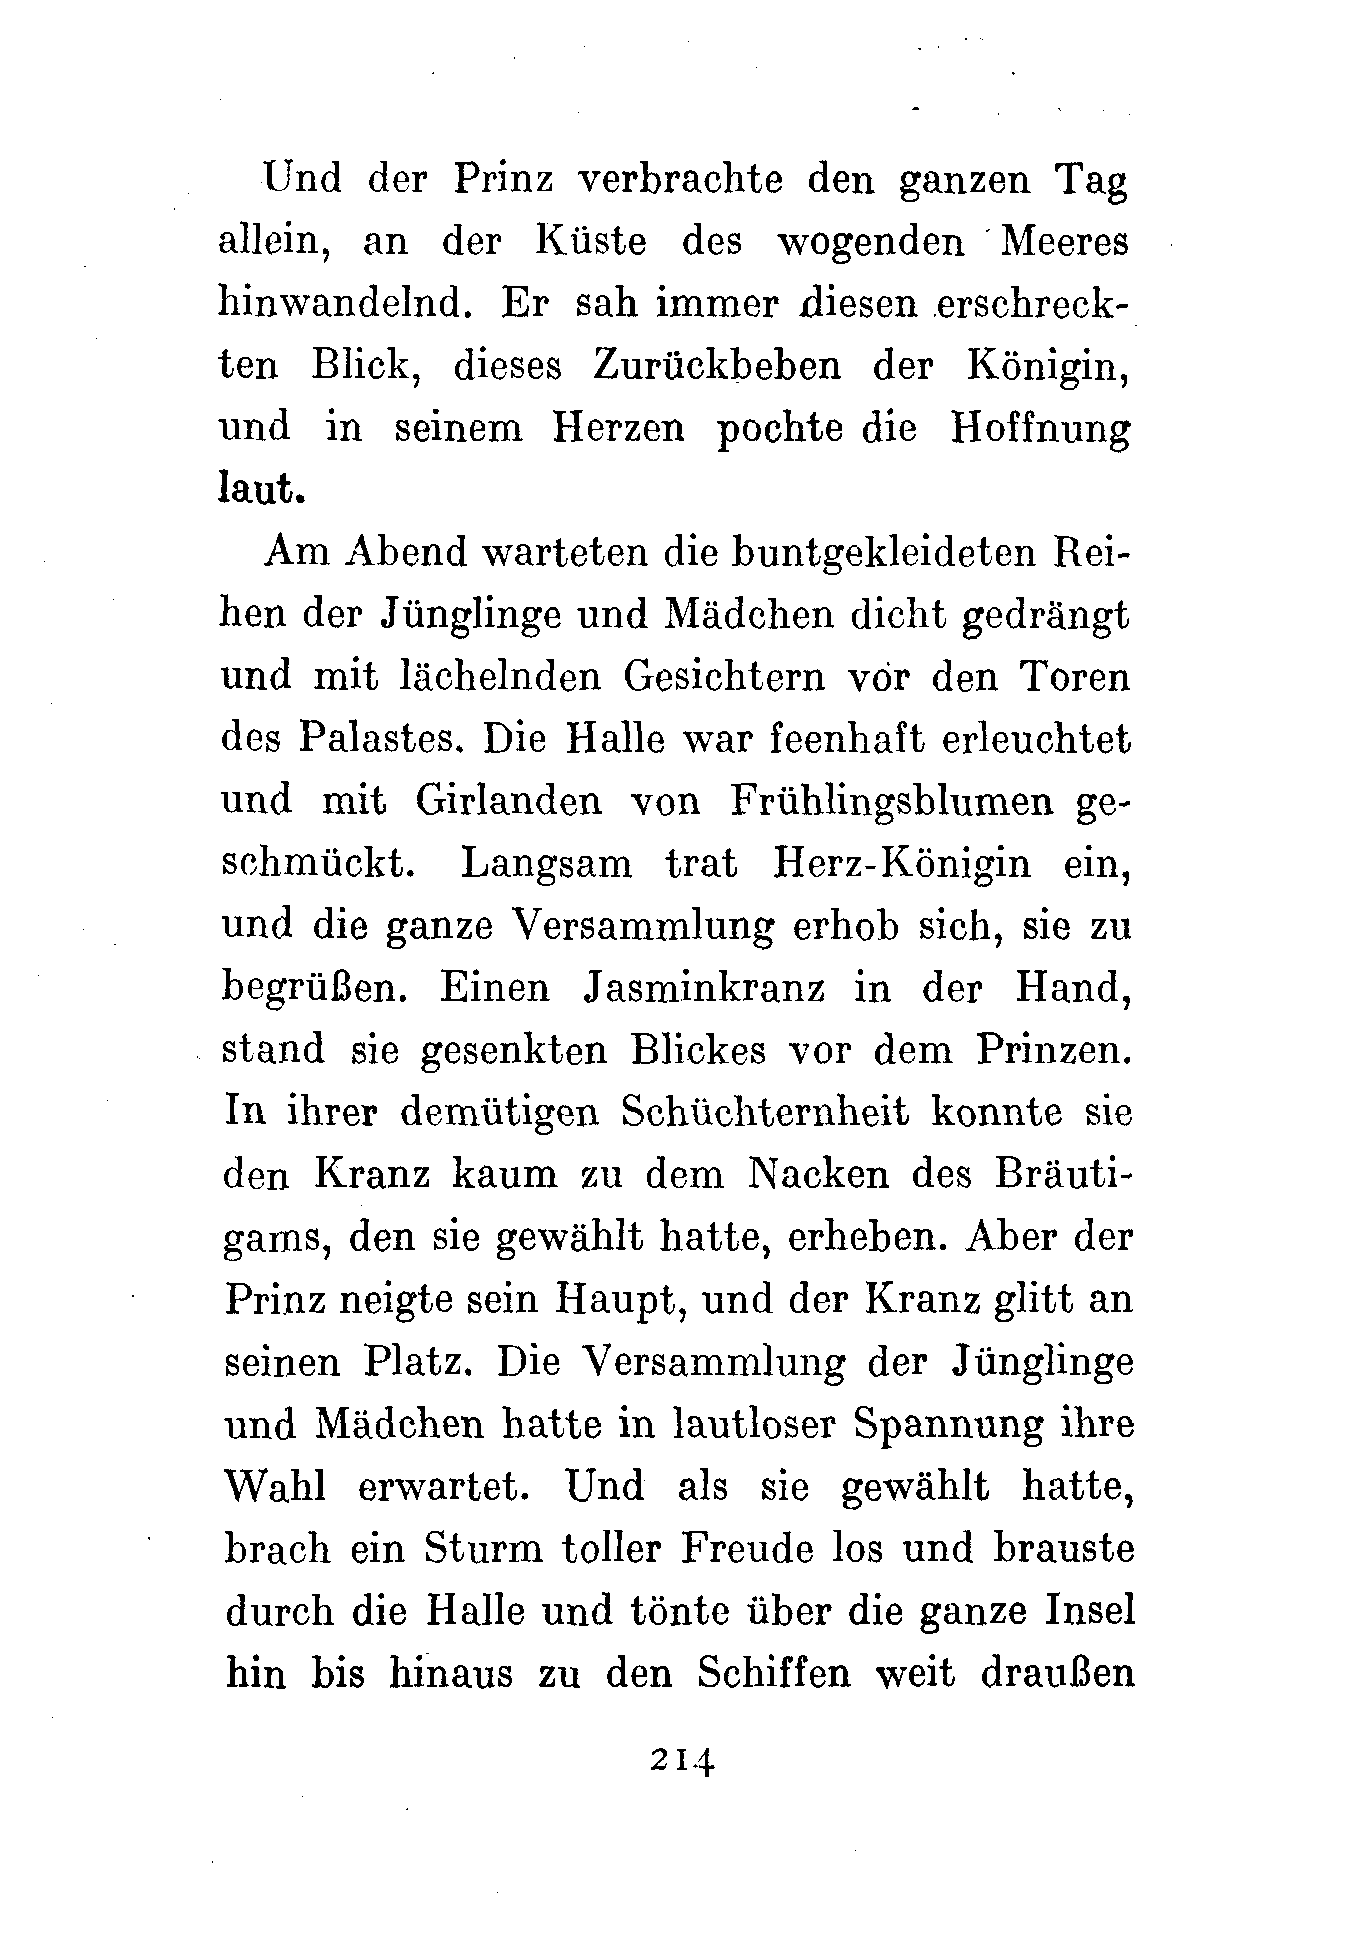 Und der Prinz verbrachte den ganzen Tag
allein, an der Küste des wogenden Meeres
hinwandelnd. Er sah immer diesen erschreck-
ten Blick, dieses Zurückbeben der Königin,
und in seinem Herzen pochte die Hoffnung
laut.
Am Abend warteten die buntgekleideten Rei-
hen der Jünglinge und Mädchen dicht gedrängt
und mit lächelnden Gesichtern vor den Toren
des Palastes. Die Halle war feenhaft erleuchtet
und mit Girlanden von Frühlingsblumen ge-
schmückt. Langsam trat Herz-Königin ein,
und die ganze Versammlung erhob sich, sie zu
begrüßen. Einen Jasminkranz in der Hand,
stand sie gesenkten Blickes vor dem Prinzen.
In ihrer demütigen Schüchternheit konnte sie
den Kranz kaum zu dem Nacken des Bräuti-
gams, den sie gewählt hatte, erheben. Aber der
Prinz neigte sein Haupt, und der Kranz glitt an
seinen Platz. Die Versammlung der Jünglinge
und Mädchen hatte in lautloser Spannung ihre
Wahl erwartet. Und als sie gewählt hatte,
brach ein Sturm toller Freude los und brauste
durch die Halle und tönte über die ganze Insel
hin bis hinaus zu den Schiffen weit draußen
214